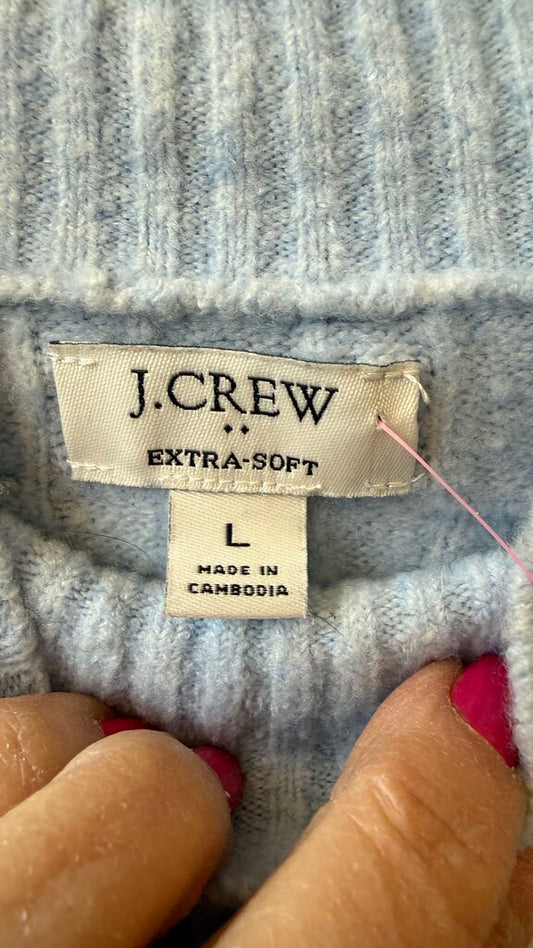 J.CREW
EXTRA-SOFT
L
MADE IN
CAMBODIA